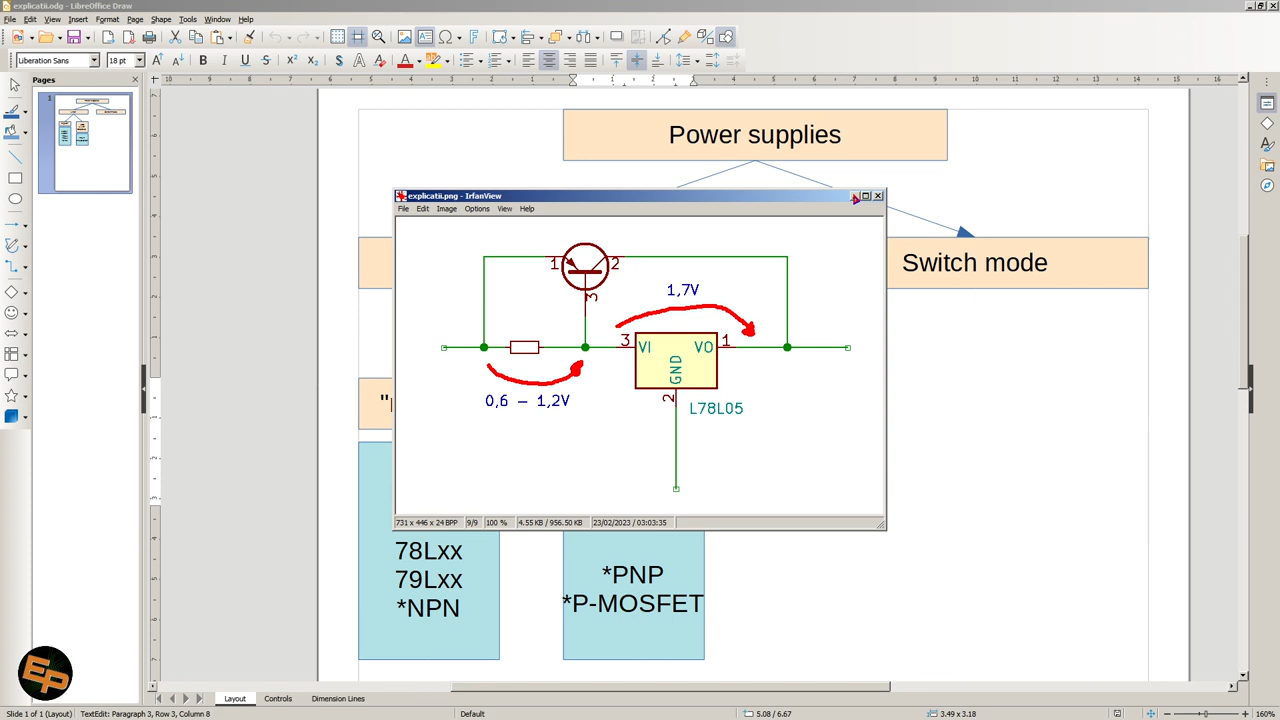 explicatii.odg - LibreOffice Draw
File Edit View Insert Format Page Shape Tools Window Help
Liberation Sans 18 pt
Pages
1
Power supplies
explicatii.png - IrfanView
File Edit Image Options View Help
1 2
3
1,7V
3 VI VO 1
GND
2
L78L05
0,6 – 1,2V
731 x 446 x 24 BPP 9/9 100 % 4.55 KB / 956.50 KB 23/02/2023 / 03:03:35
Switch mode
78Lxx
79Lxx
*NPN
*PNP
*P-MOSFET
EP
Layout Controls Dimension Lines
Slide 1 of 1 (Layout) TextEdit: Paragraph 3, Row 3, Column 8 Default 5.08 / 6.67 3.49 x 3.18 160%